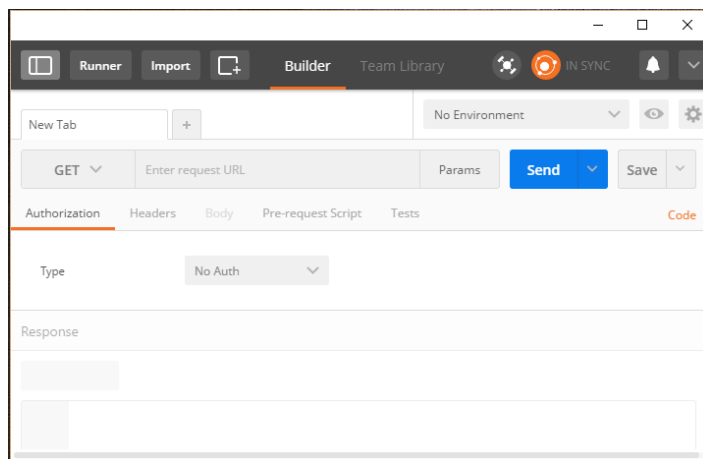 Runner Import Builder Team Library IN SYNC
New Tab + No Environment
GET Enter request URL Params Send Save
Authorization Headers Body Pre-request Script Tests Code
Type No Auth
Response